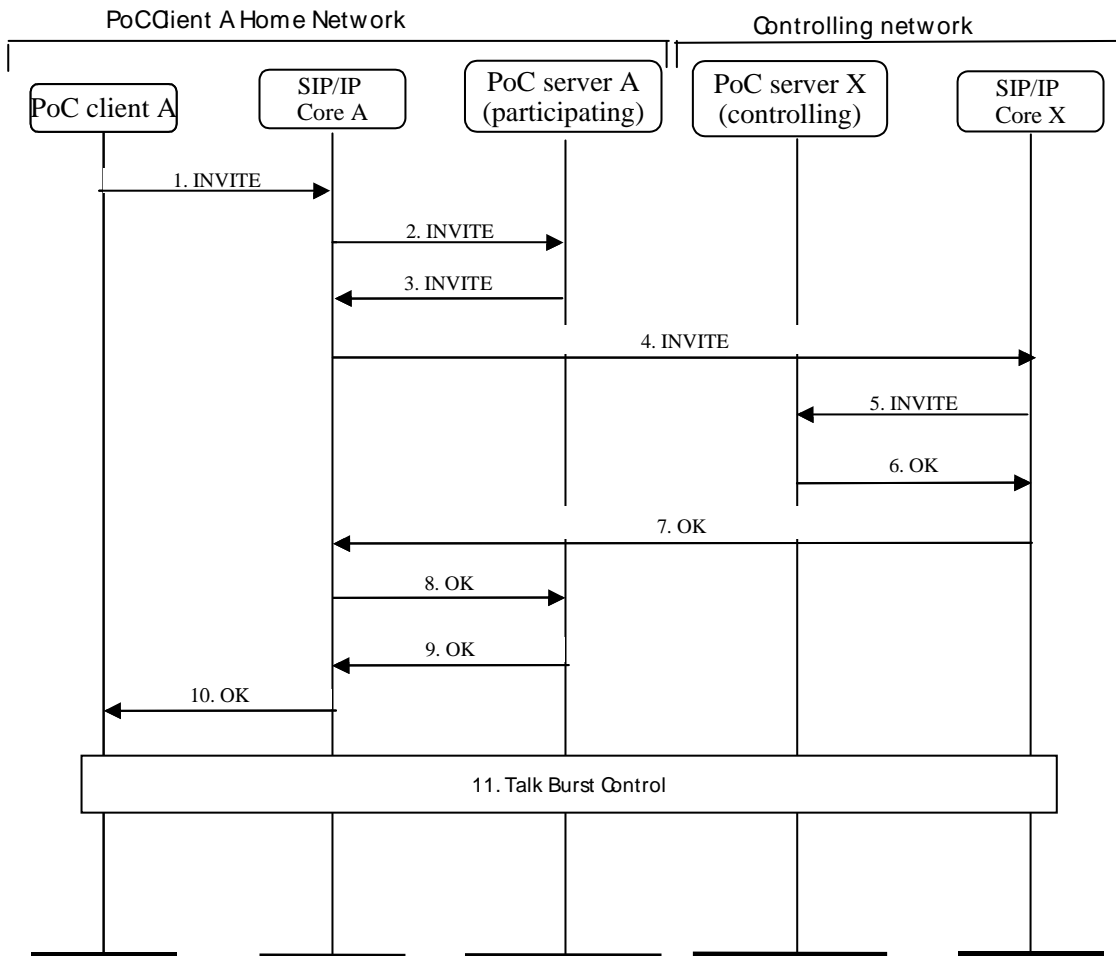 PoCClient A Home Network
Controlling network
PoC client A
SIP/IP
Core A
PoC server A
(participating)
PoC server X
(controlling)
SIP/IP
Core X
1. INVITE
2. INVITE
3. INVITE
4. INVITE
5. INVITE
6. OK
7. OK
8. OK
9. OK
10. OK
11. Talk Burst Control